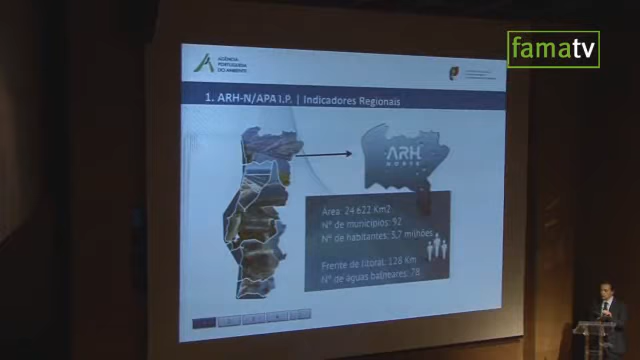 famatv
AGÊNCIA
PORTUGUESA
DO AMBIENTE
1. ARH-N/APA I.P. | Indicadores Regionais
ARH
NORTE
Área: 24 622 Km2
Nº de municípios: 92
Nº de habitantes: 3,7 milhões
Frente de litoral: 128 Km
Nº de águas balneares: 78